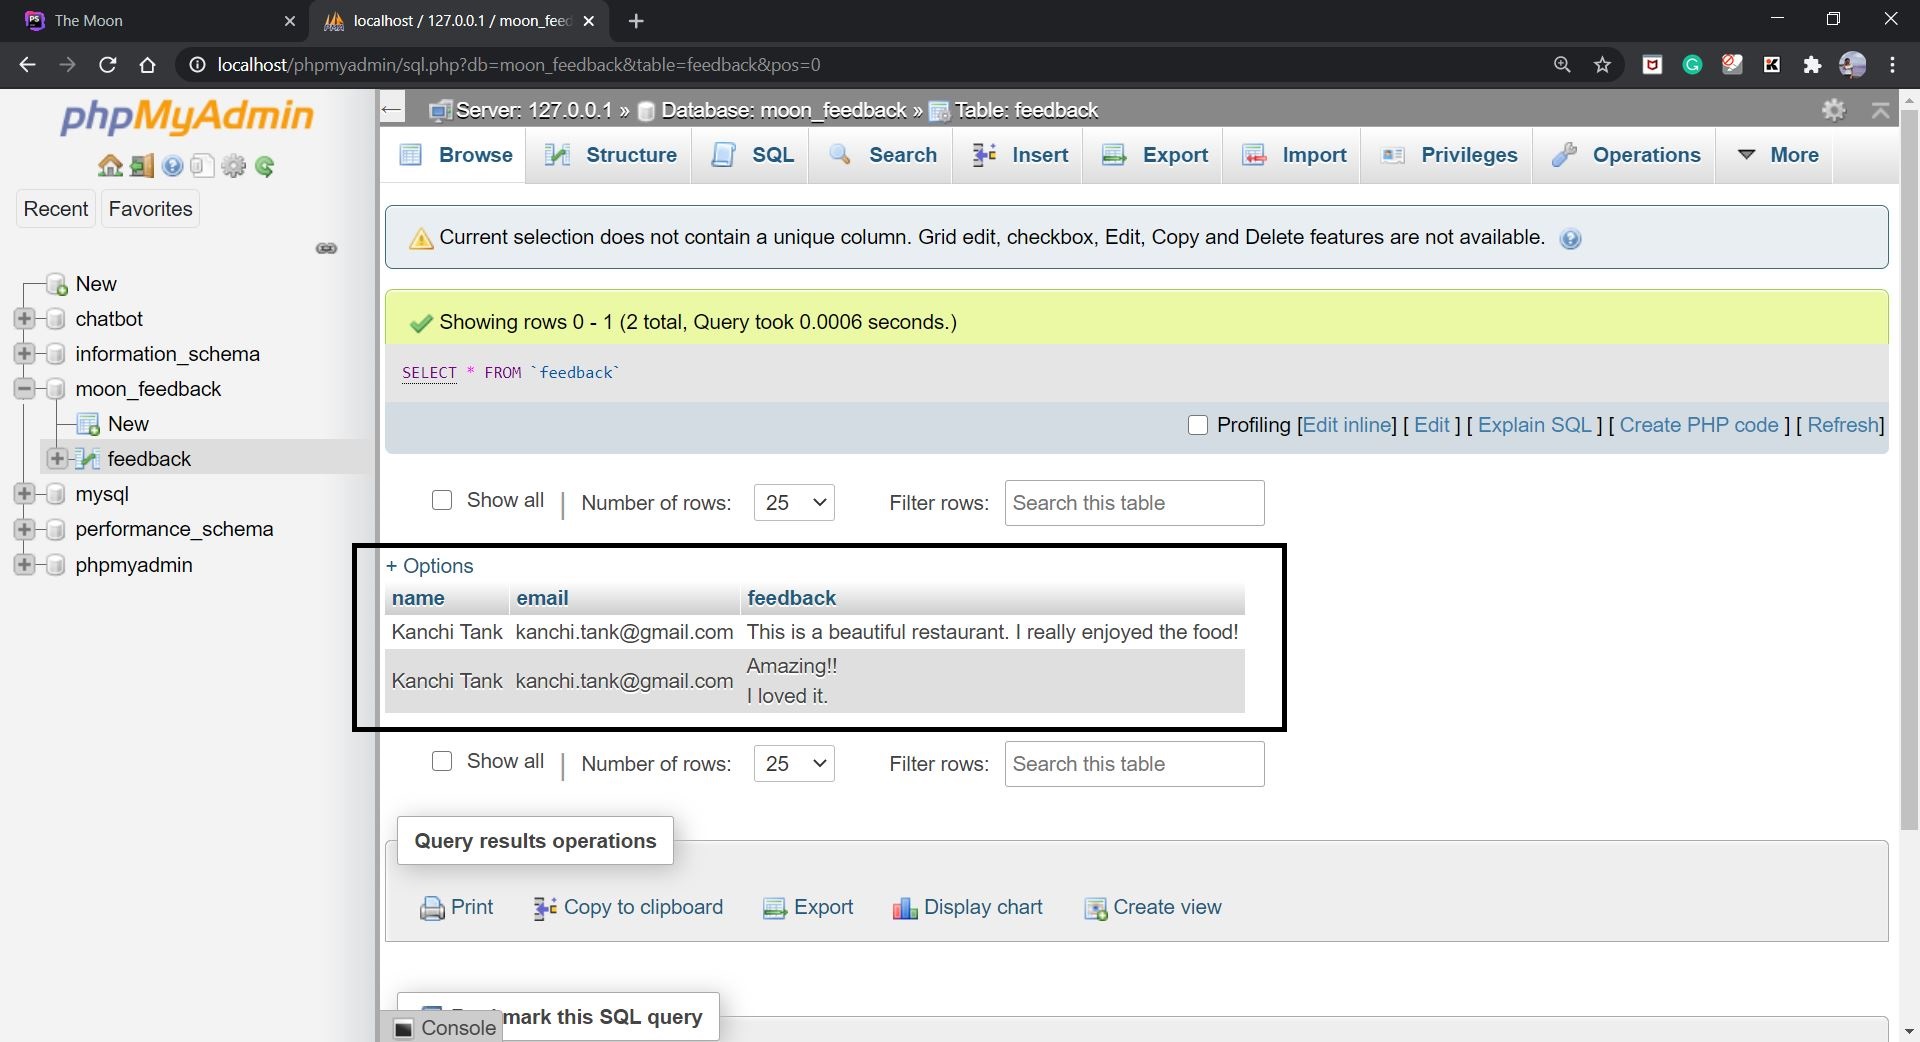 The Moon
localhost / 127.0.0.1 / moon_feed
localhost/phpmyadmin/sql.php?db=moon_feedback&table=feedback&pos=0
phpMyAdmin
Recent Favorites
New
chatbot
information_schema
moon_feedback
New
feedback
mysql
performance_schema
phpmyadmin
Server: 127.0.0.1 » Database: moon_feedback » Table: feedback
Browse Structure SQL Search Insert Export Import Privileges Operations More
Current selection does not contain a unique column. Grid edit, checkbox, Edit, Copy and Delete features are not available.
Showing rows 0 - 1 (2 total, Query took 0.0006 seconds.)
SELECT * FROM `feedback`
Profiling [Edit inline] [ Edit ] [ Explain SQL ] [ Create PHP code ] [ Refresh]
Show all | Number of rows: 25 Filter rows: Search this table
+ Options
name email feedback
Kanchi Tank kanchi.tank@gmail.com This is a beautiful restaurant. I really enjoyed the food!
Kanchi Tank kanchi.tank@gmail.com Amazing!!
I loved it.
Show all | Number of rows: 25 Filter rows: Search this table
Query results operations
Print Copy to clipboard Export Display chart Create view
mark this SQL query
Console